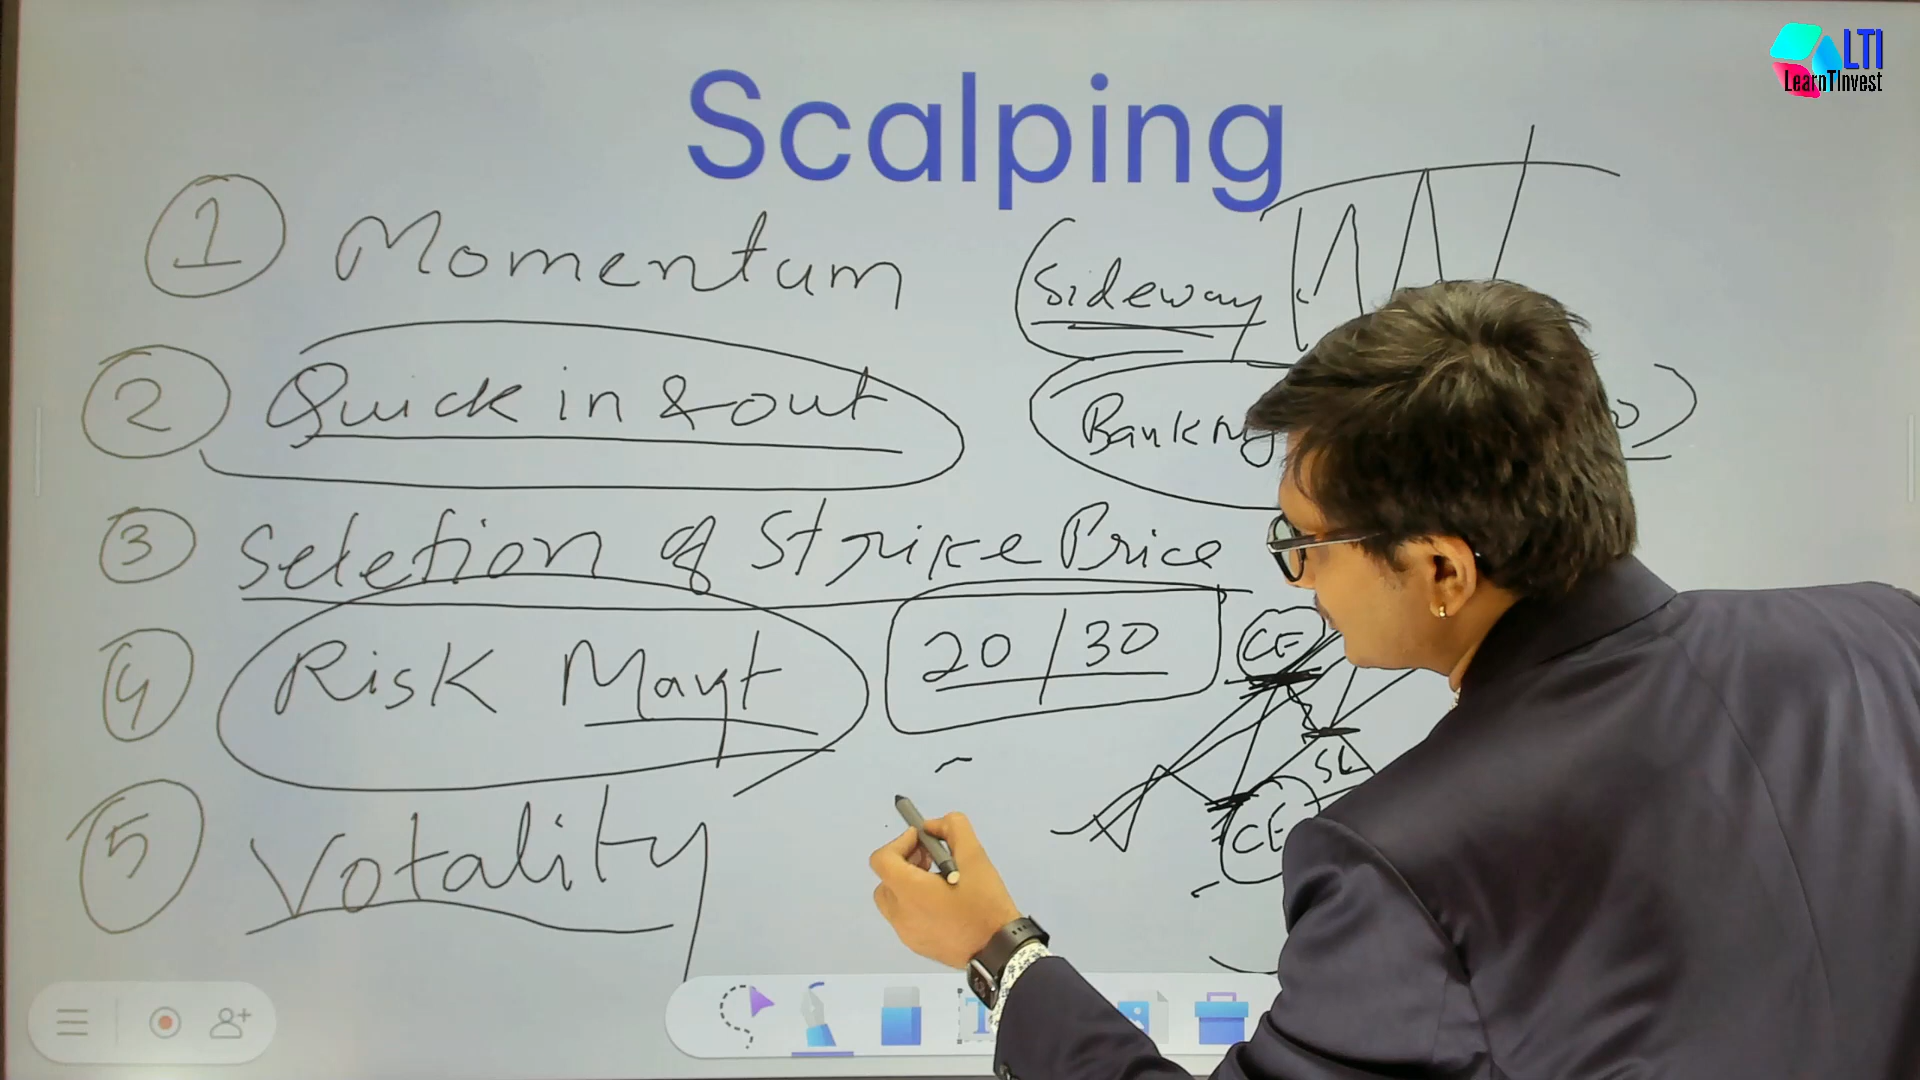 LTI
LearnTInvest
Scalping
1 Momentum
Sideway
2 Quick in & out
3 Seletion of Strike Price
4 Risk Mangt
20/30
CE
SL
CE
5 Votality